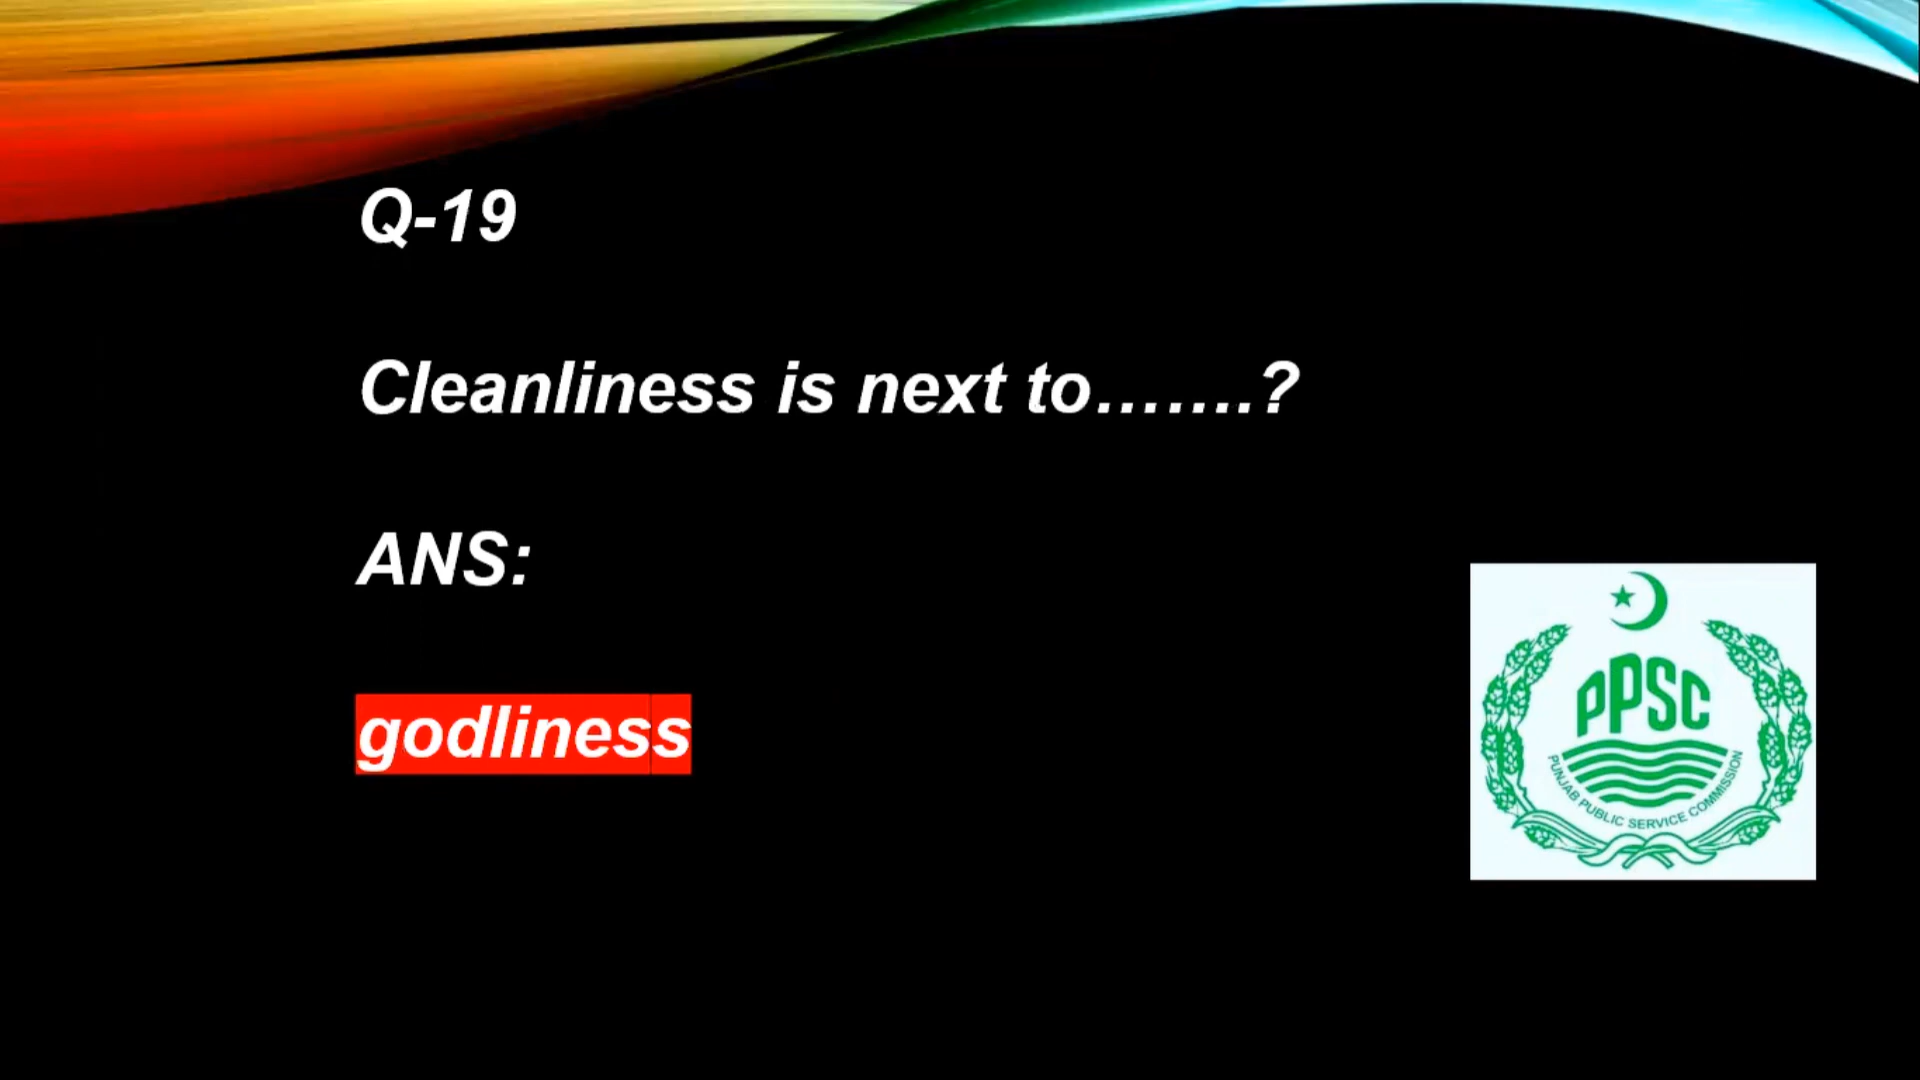 Q-19
Cleanliness is next to.......?
ANS:
godliness
PPSC
PUNJAB PUBLIC SERVICE COMMISSION